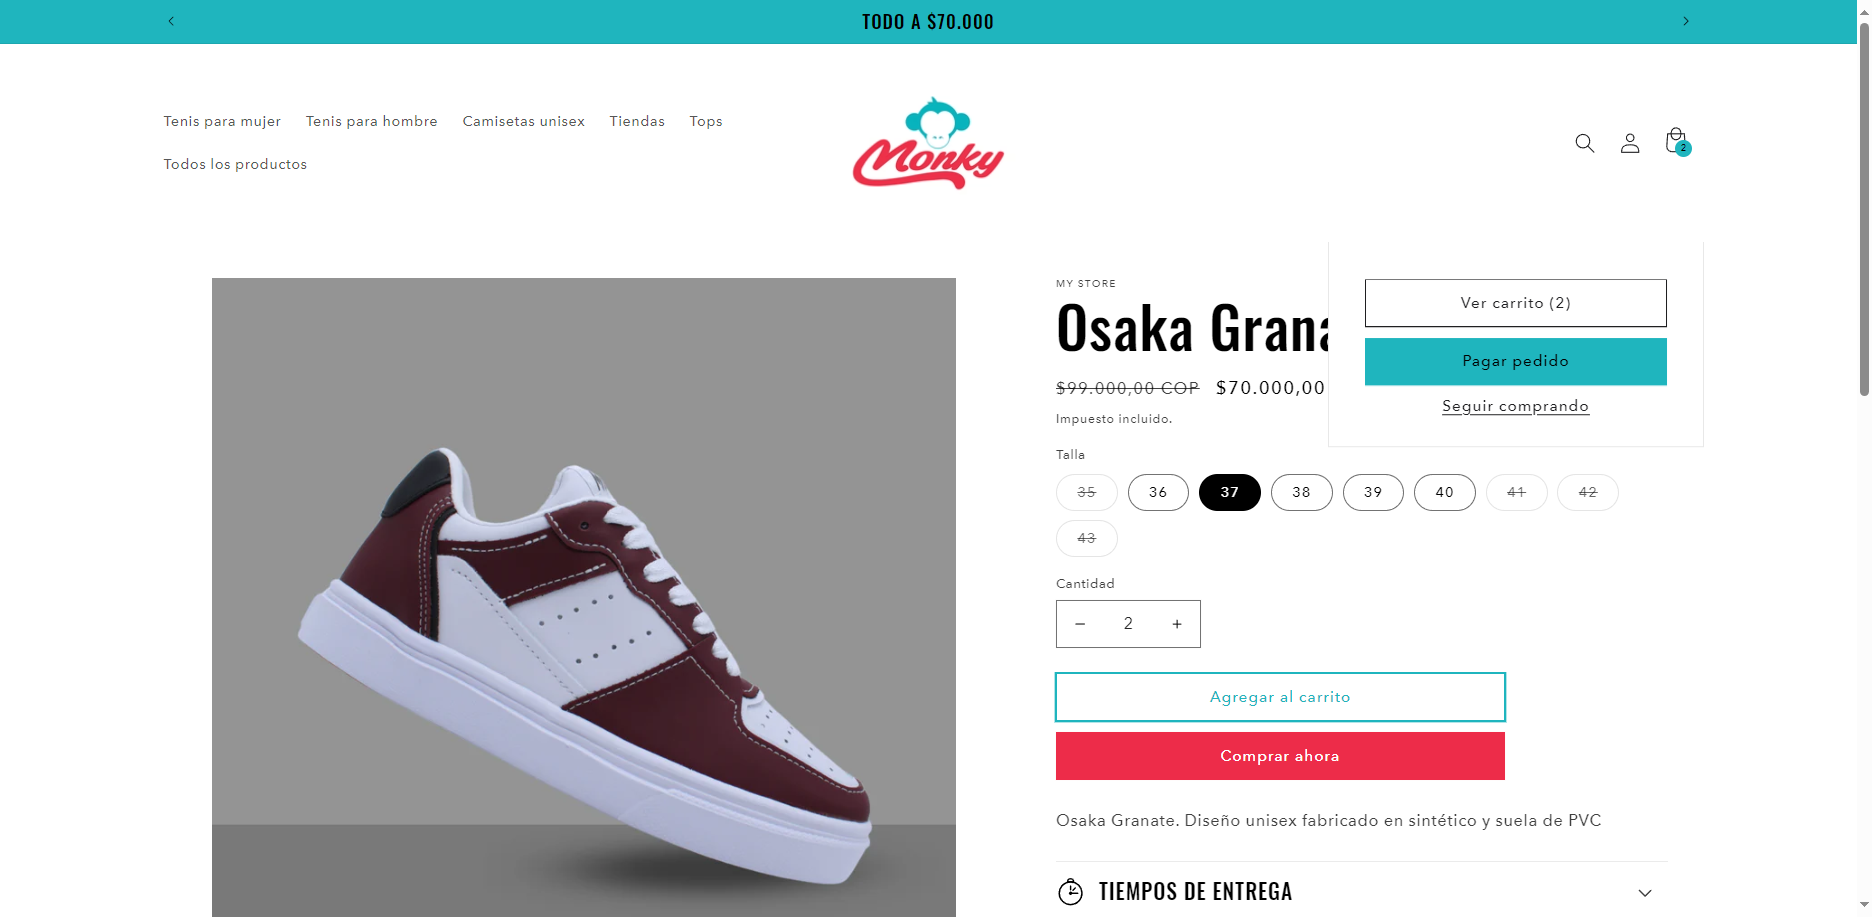 TODO A $70.000
Tenis para mujer
Tenis para hombre
Camisetas unisex
Tiendas
Tops
Todos los productos
Monky
2
MY STORE
Osaka Grana
$99.000,00 COP $70.000,00
Impuesto incluido.
Ver carrito (2)
Pagar pedido
Seguir comprando
Talla
35
36
37
38
39
40
41
42
43
Cantidad
− 2 +
Agregar al carrito
Comprar ahora
Osaka Granate. Diseño unisex fabricado en sintético y suela de PVC
TIEMPOS DE ENTREGA